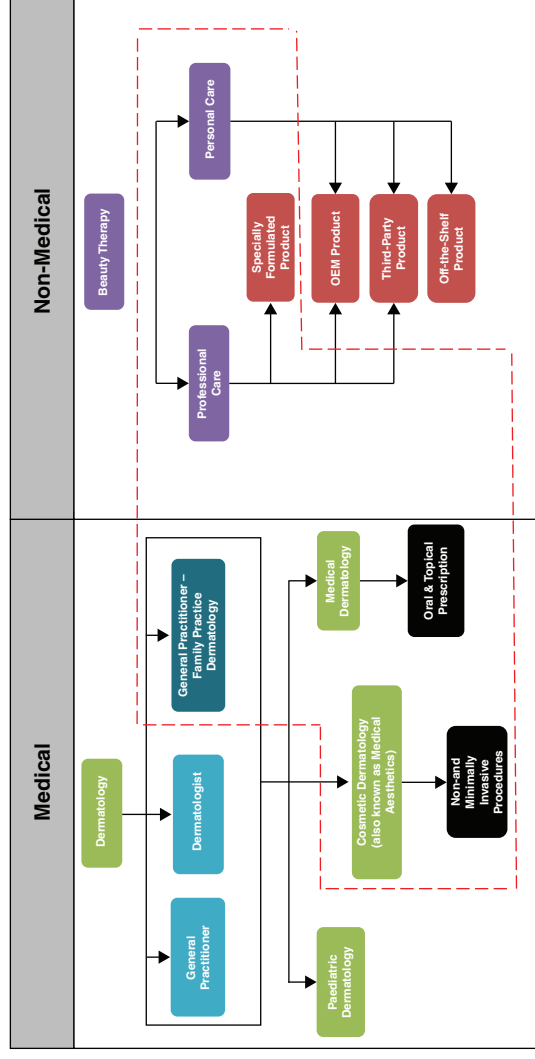 Medical
Non-Medical
Dermatology
General
Practitioner
Dermatologist
General Practitioner –
Family Practice
Dermatology
Paediatric
Dermatology
Cosmetic Dermatology
(also known as Medical
Aesthetics)
Medical
Dermatology
Non-and
Minimally
Invasive
Procedures
Oral & Topical
Prescription
Beauty Therapy
Professional
Care
Personal Care
Specially
Formulated
Product
OEM Product
Third-Party
Product
Off-the-Shelf
Product